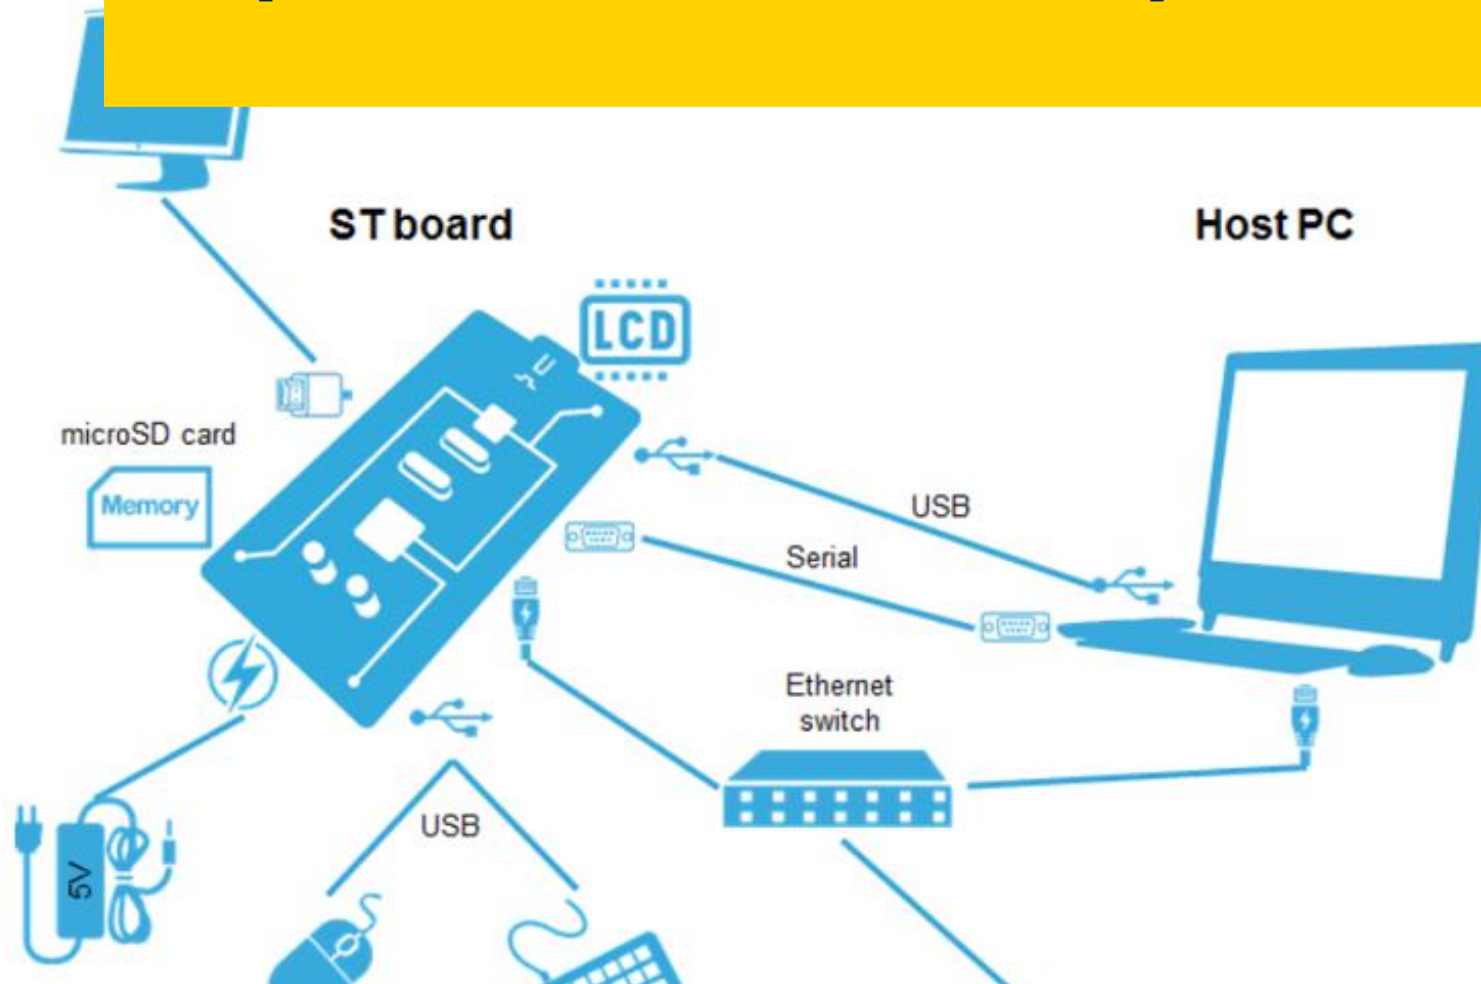 ST board
Host PC
LCD
microSD card
Memory
USB
Serial
Ethernet
switch
USB
5V